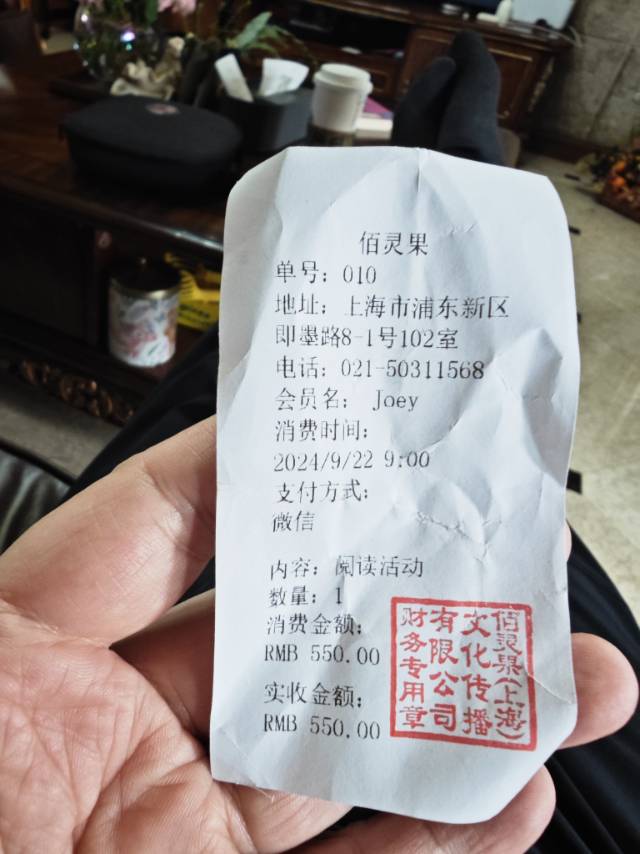 佰灵果
单号：010
地址：上海市浦东新区
即墨路8-1号102室
电话：021-50311568
会员名： Joey
消费时间：
2024/9/22 9:00
支付方式：
微信
内容：阅读活动
数量：1
消费金额：
RMB 550.00
实收金额：
RMB 550.00
佰灵果(上海)
文化传播
有限公司
财务专用章